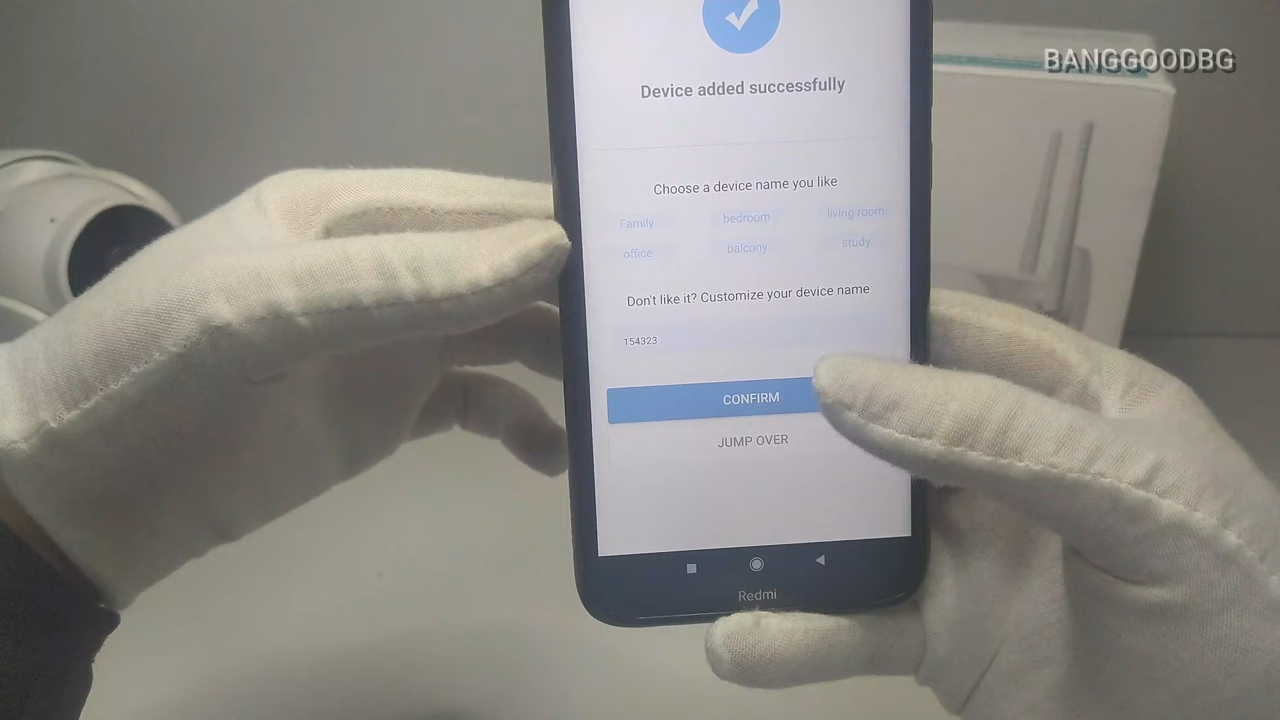 BANGGOODBG
Device added successfully
Choose a device name you like
Family bedroom living room
office balcony study
Don't like it? Customize your device name
154323
CONFIRM
JUMP OVER
Redmi